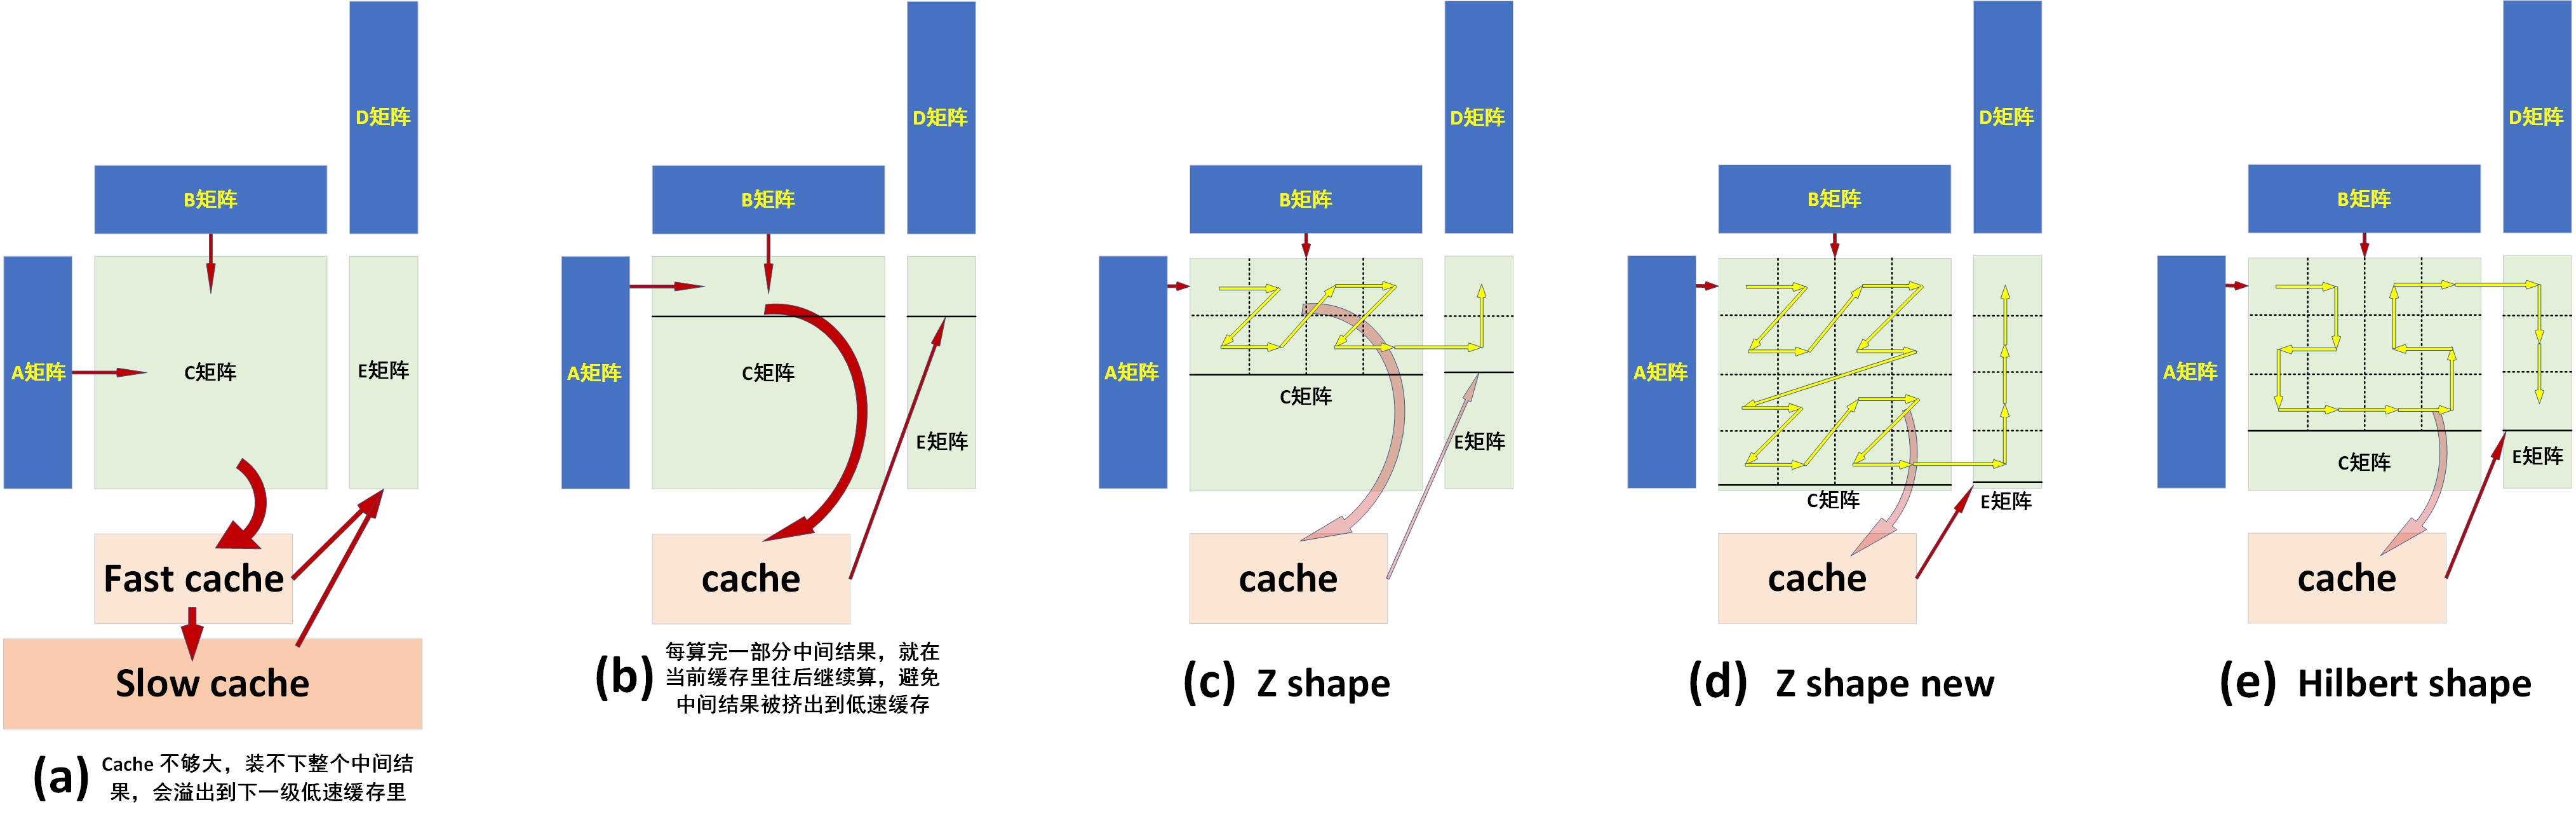 D矩阵
B矩阵
A矩阵
C矩阵
E矩阵
Fast cache
Slow cache
(a)
Cache 不够大，装不下整个中间结
果，会溢出到下一级低速缓存里
D矩阵
B矩阵
A矩阵
C矩阵
E矩阵
cache
(b)
每算完一部分中间结果，就在
当前缓存里往后继续算，避免
中间结果被挤出到低速缓存
D矩阵
B矩阵
A矩阵
C矩阵
E矩阵
cache
(c) Z shape
D矩阵
B矩阵
A矩阵
C矩阵
E矩阵
cache
(d) Z shape new
D矩阵
B矩阵
A矩阵
C矩阵
E矩阵
cache
(e) Hilbert shape